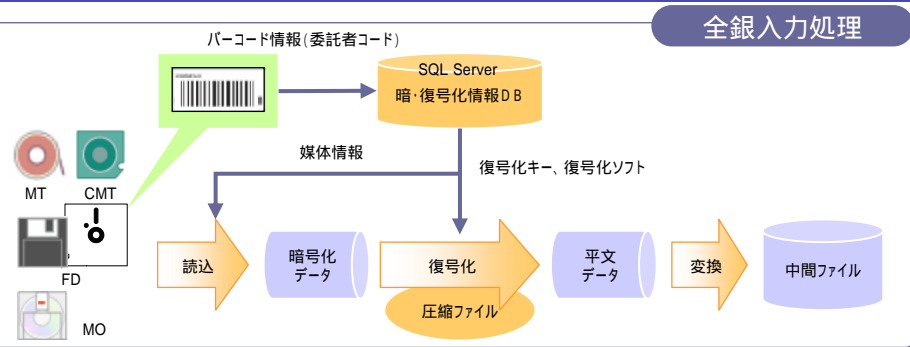 全銀入力処理
バーコード情報(委託者コード)
SQL Server
暗・復号化情報DB
媒体情報
復号化キー、復号化ソフト
MT
CMT
FD
MO
読込
暗号化
データ
復号化
圧縮ファイル
平文
データ
変換
中間ファイル